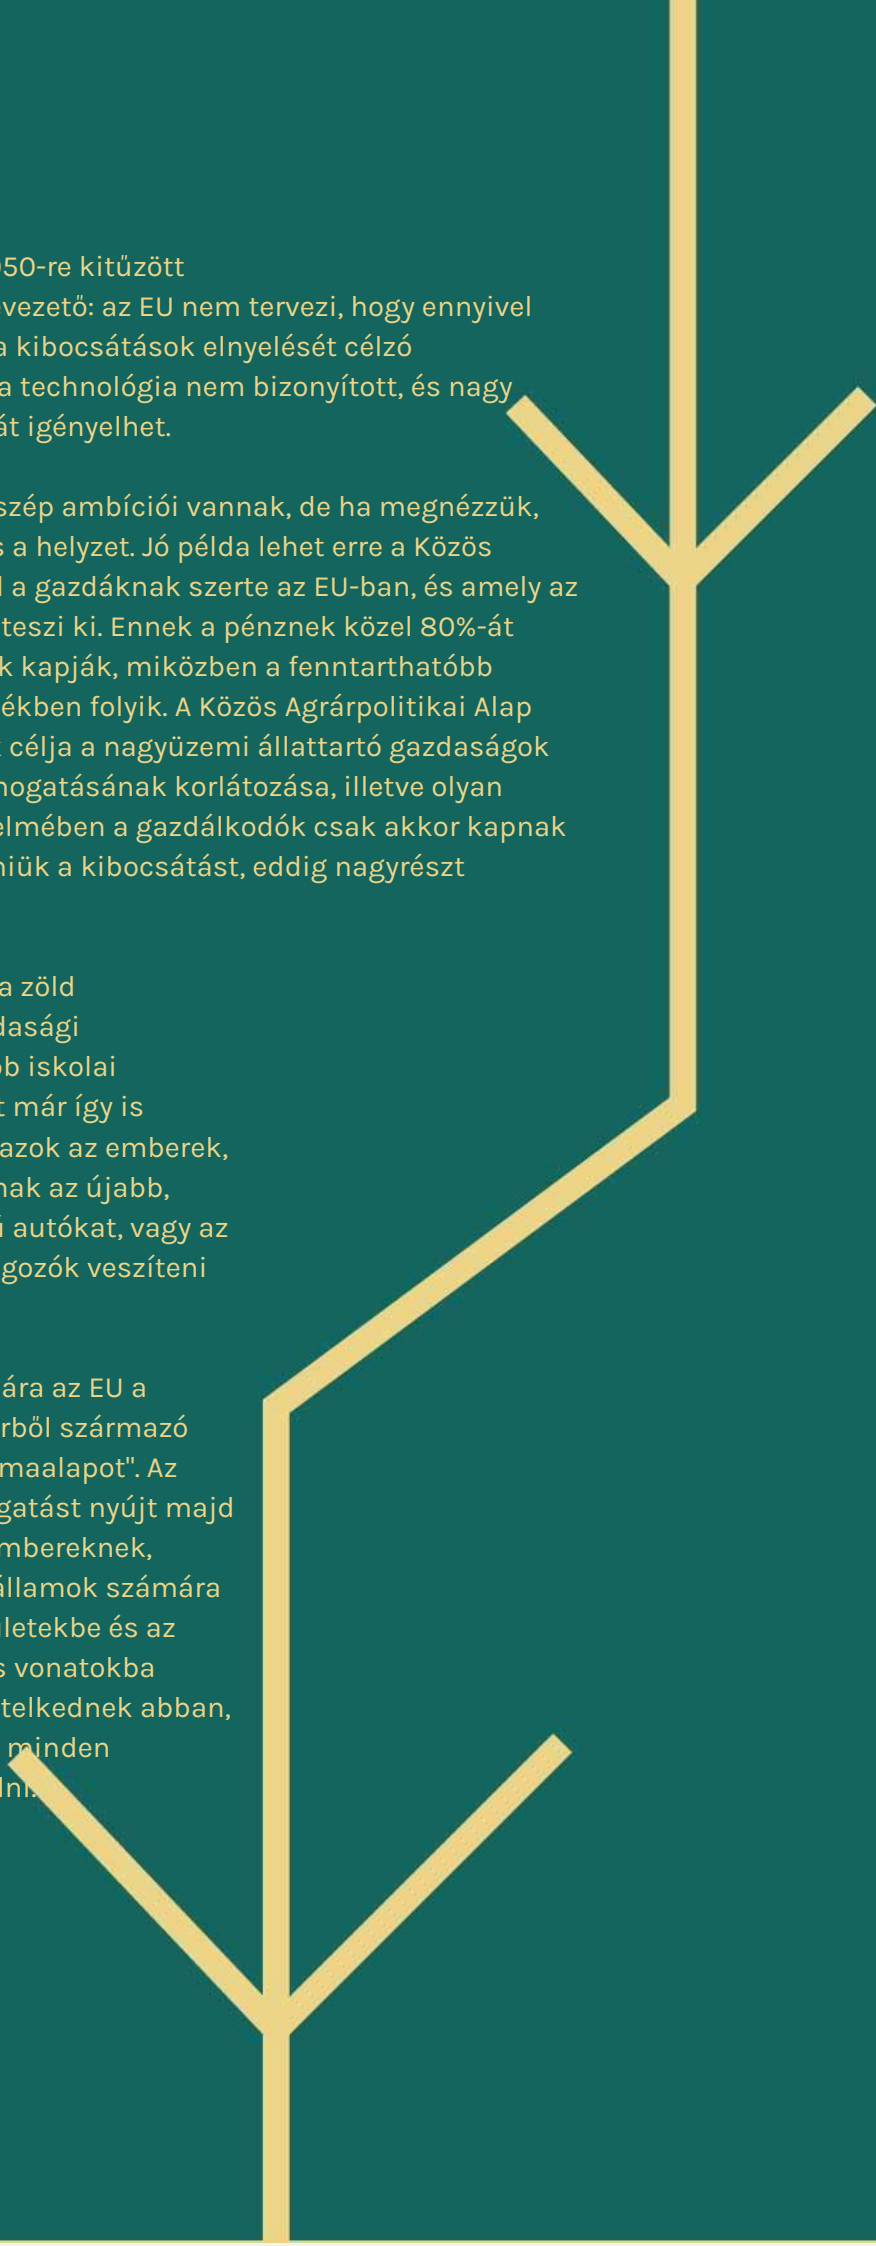 050-re kitűzött
vezető: az EU nem tervezi, hogy ennyivel
a kibocsátások elnyelését célzó
a technológia nem bizonyított, és nagy
át igényelhet.
szép ambíciói vannak, de ha megnézzük,
s a helyzet. Jó példa lehet erre a Közös
l a gazdáknak szerte az EU-ban, és amely az
teszi ki. Ennek a pénznek közel 80%-át
k kapják, miközben a fenntarthatóbb
ékben folyik. A Közös Agrárpolitikai Alap
célja a nagyüzemi állattartó gazdaságok
mogatásának korlátozása, illetve olyan
elmében a gazdálkodók csak akkor kapnak
niük a kibocsátást, eddig nagyrészt
a zöld
dasági
bb iskolai
t már így is
azok az emberek,
nak az újabb,
ú autókat, vagy az
gozók veszíteni
ára az EU a
rből származó
maalapot". Az
gatást nyújt majd
mbereknek,
államok számára
letekbe és az
s vonatokba
telkednek abban,
minden
lni.